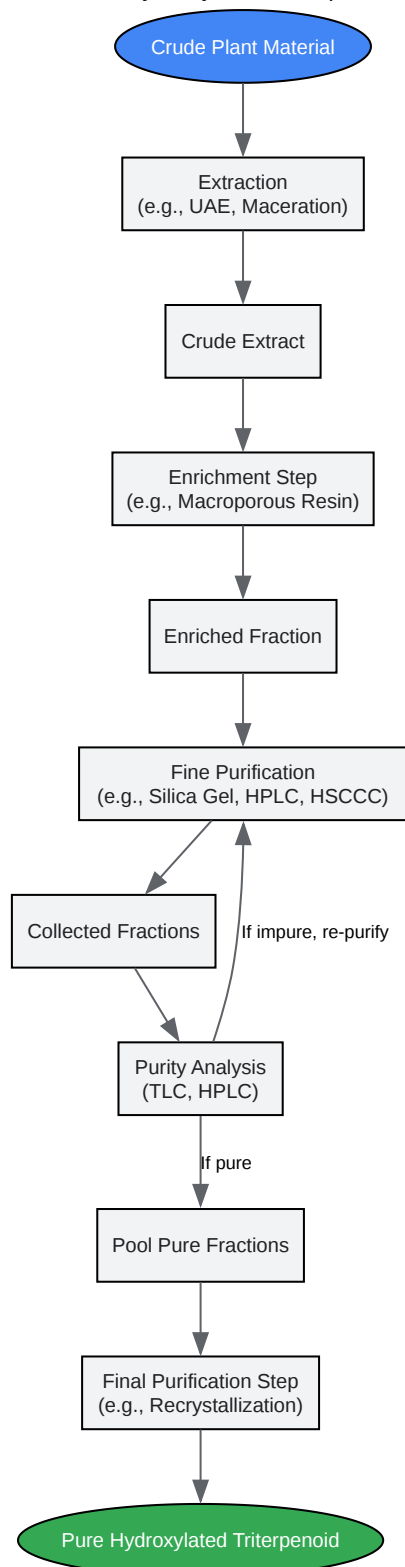 Crude Plant Material
Extraction
(e.g., UAE, Maceration)
Crude Extract
Enrichment Step
(e.g., Macroporous Resin)
Enriched Fraction
Fine Purification
(e.g., Silica Gel, HPLC, HSCCC)
Collected Fractions
If impure, re-purify
Purity Analysis
(TLC, HPLC)
If pure
Pool Pure Fractions
Final Purification Step
(e.g., Recrystallization)
Pure Hydroxylated Triterpenoid